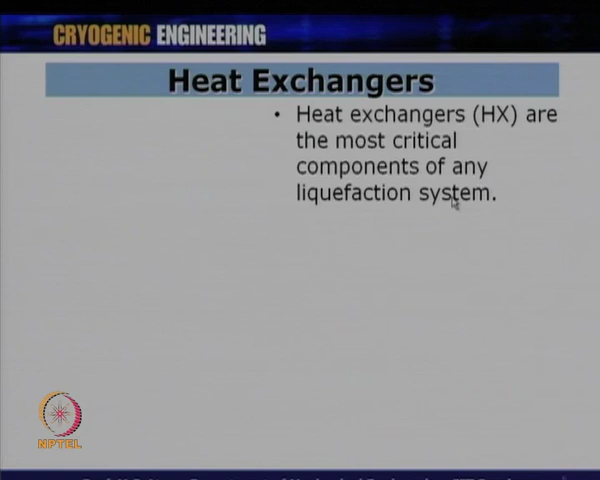 CRYOGENIC ENGINEERING
Heat Exchangers
• Heat exchangers (HX) are
the most critical
components of any
liquefaction system.
NPTEL